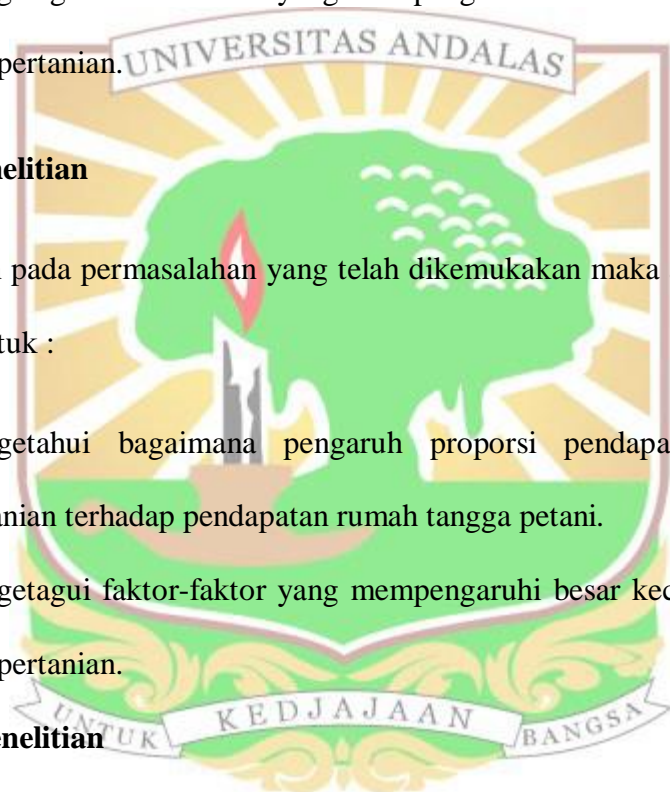 pertanian.
UNIVERSITAS ANDALAS
nelitian
pada permasalahan yang telah dikemukakan maka
tuk :
getahui bagaimana pengaruh proporsi pendapa
anian terhadap pendapatan rumah tangga petani.
getagui faktor-faktor yang mempengaruhi besar kec
pertanian.
UNTUK KEDJAJAAN BANGSA
enelitian